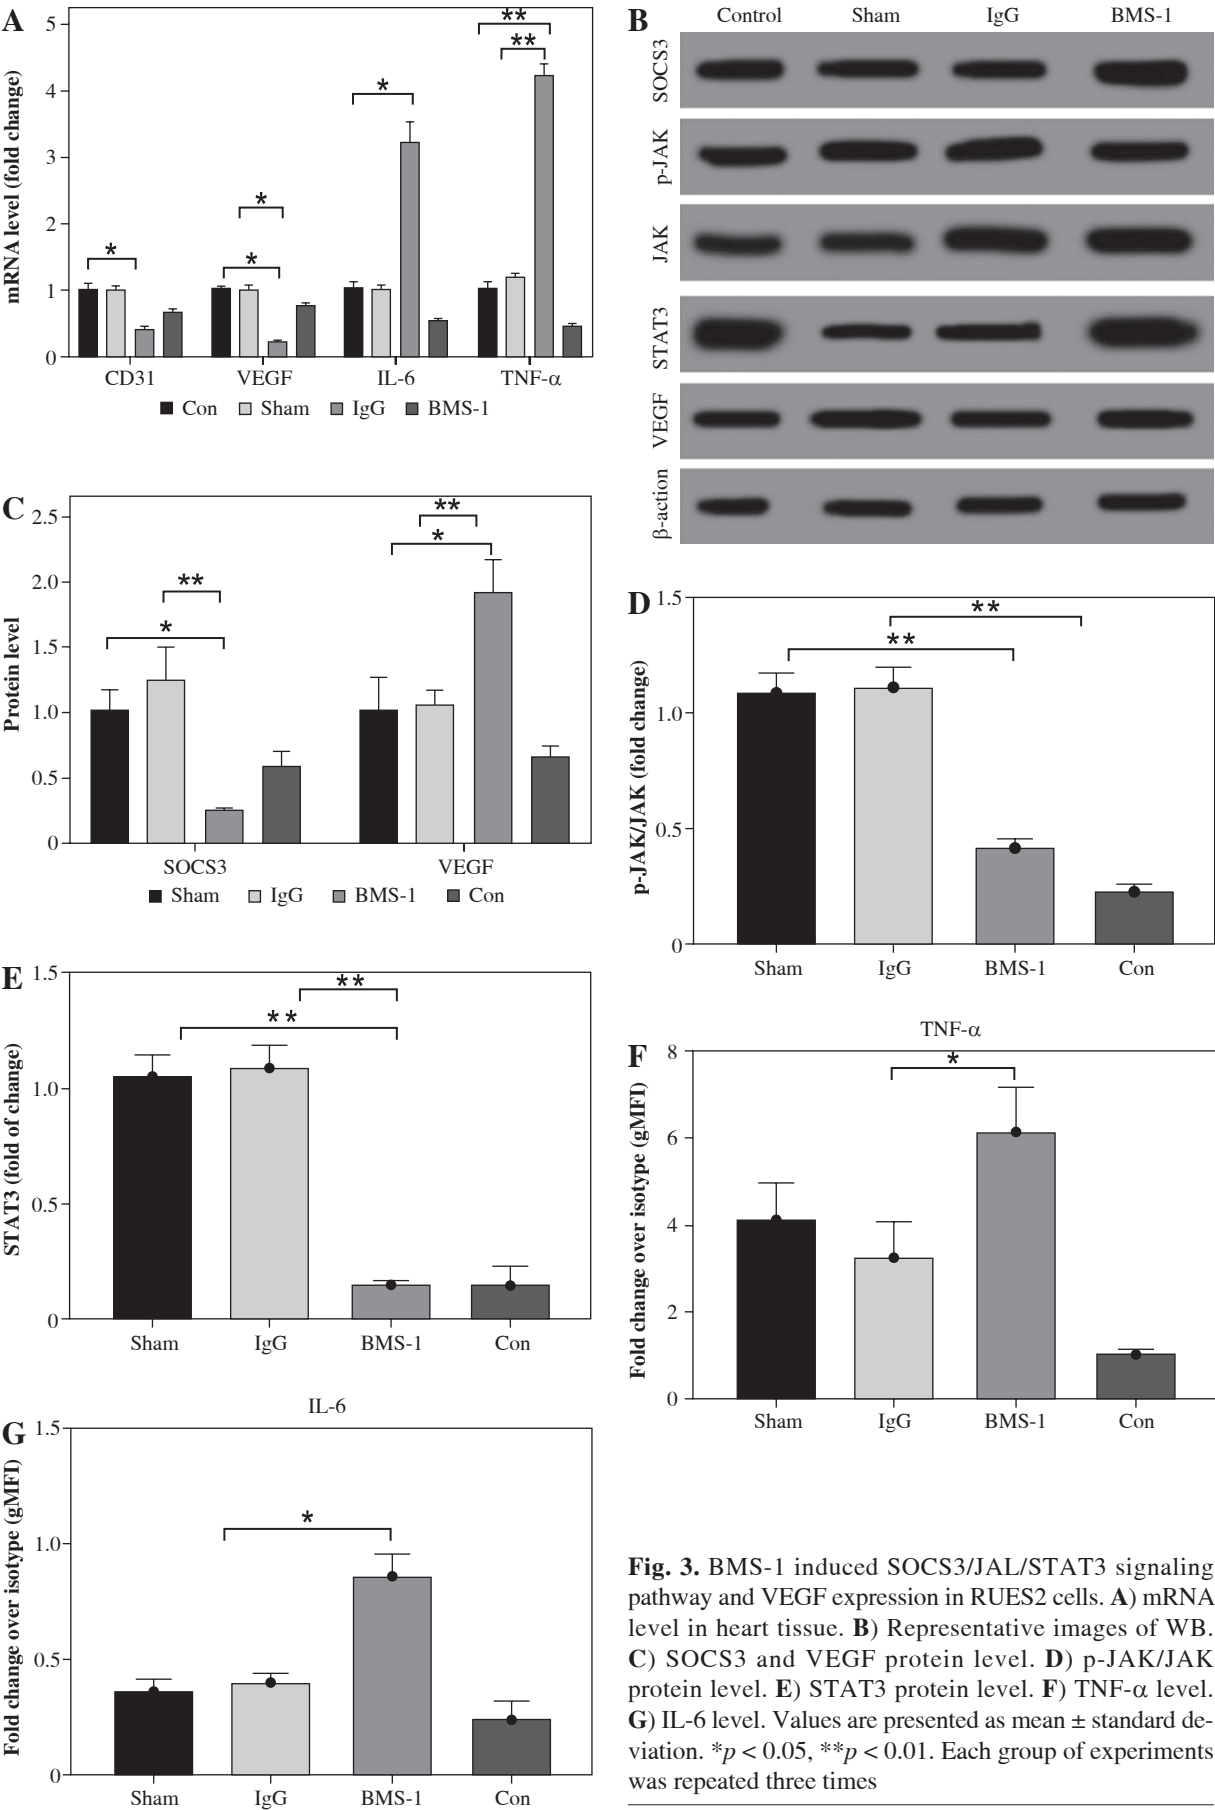 A
mRNA level (fold change)
5
4
3
2
1
0
**
**
*
*
*
*
CD31 VEGF IL-6 TNF-α
Con Sham IgG BMS-1
B
Control Sham IgG BMS-1
SOCS3
p-JAK
JAK
STAT3
VEGF
β-action
C
Protein level
2.5
2.0
1.5
1.0
0.5
0
**
*
**
*
SOCS3 VEGF
Sham IgG BMS-1 Con
D
p-JAK/JAK (fold change)
1.5
1.0
0.5
0
**
**
Sham IgG BMS-1 Con
E
STAT3 (fold of change)
1.5
1.0
0.5
0
**
**
Sham IgG BMS-1 Con
F
TNF-α
Fold change over isotype (gMFI)
8
6
4
2
0
*
Sham IgG BMS-1 Con
G
IL-6
Fold change over isotype (gMFI)
1.5
1.0
0.5
0
*
Sham IgG BMS-1 Con
Fig. 3. BMS-1 induced SOCS3/JAL/STAT3 signaling
pathway and VEGF expression in RUES2 cells. A) mRNA
level in heart tissue. B) Representative images of WB.
C) SOCS3 and VEGF protein level. D) p-JAK/JAK
protein level. E) STAT3 protein level. F) TNF-α level.
G) IL-6 level. Values are presented as mean ± standard de-
viation. *p < 0.05, **p < 0.01. Each group of experiments
was repeated three times